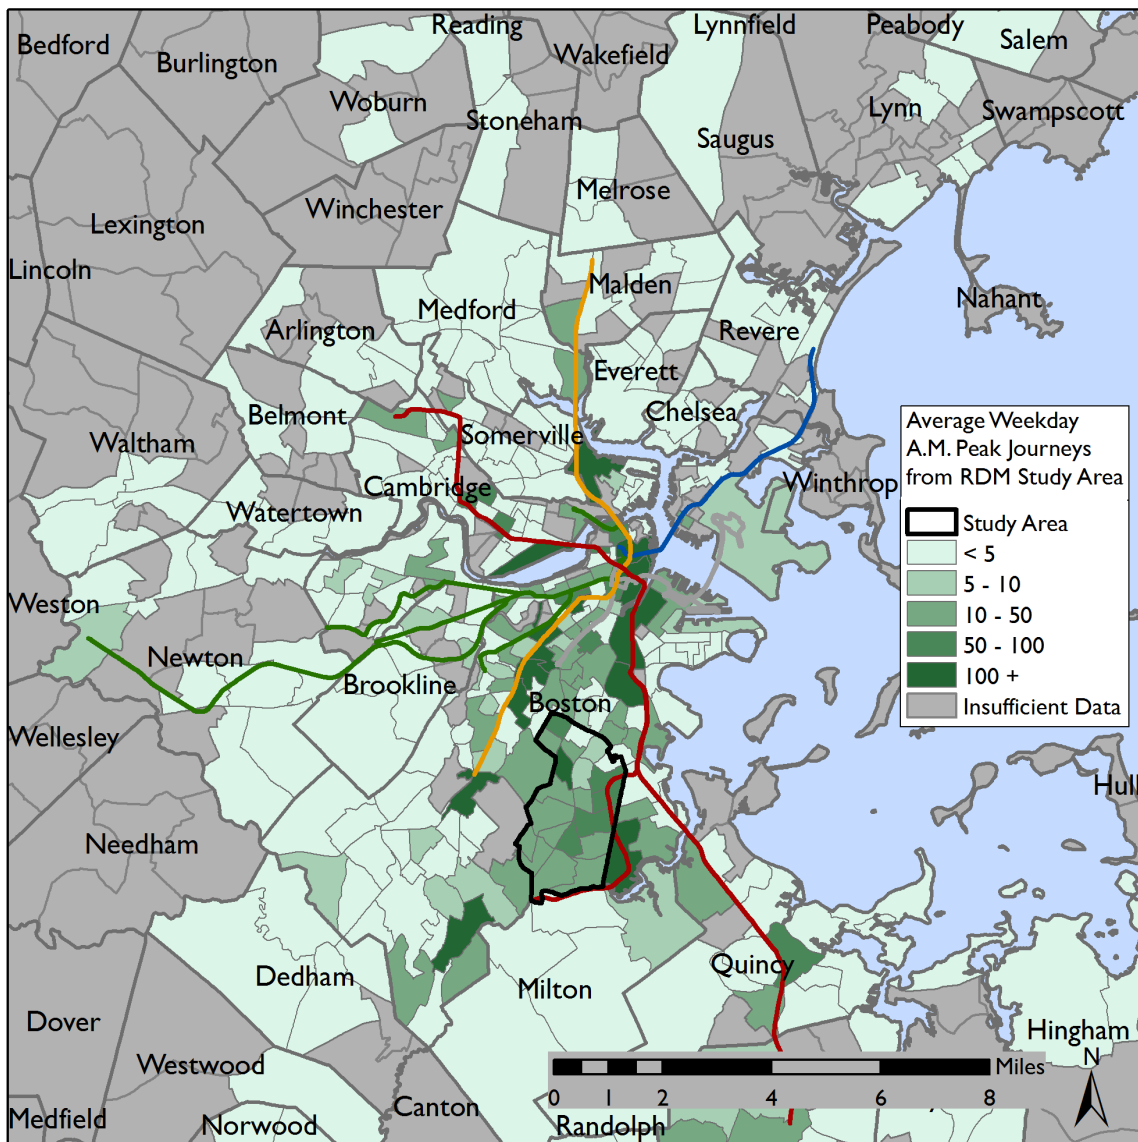 Reading
Lynnfield
Peabody
Bedford
Salem
Burlington
Wakefield
Woburn
Lynn
Swampscott
Stoneham
Saugus
Melrose
Winchester
Lexington
Lincoln
Malden
Nahant
Medford
Arlington
Revere
Everett
Chelsea
Belmont
Somerville
Waltham
Cambridge
Winthrop
Watertown
Average Weekday
A.M. Peak Journeys
from RDM Study Area
Study Area
< 5
5 - 10
10 - 50
50 - 100
100 +
Insufficient Data
Weston
Newton
Brookline
Boston
Wellesley
Hull
Needham
Quincy
Dedham
Milton
Dover
Hingham
Westwood
N
Miles
0 1 2 4 6 8
Canton
Medfield
Norwood
Randolph